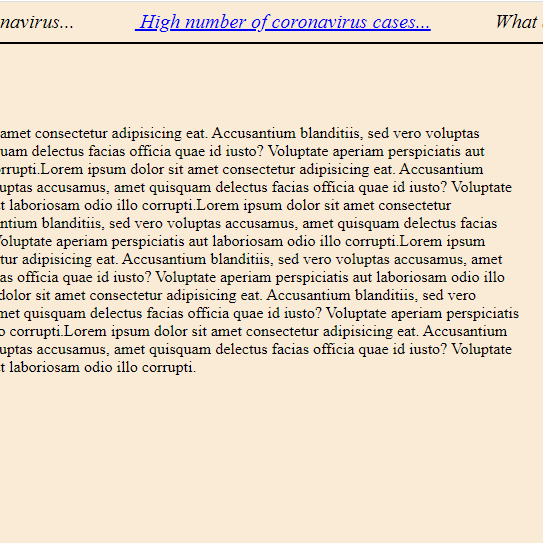 navirus... High number of coronavirus cases... What
amet consectetur adipisicing eat. Accusantium blanditiis, sed vero voluptas
uam delectus facias officia quae id iusto? Voluptate aperiam perspiciatis aut
rrupti.Lorem ipsum dolor sit amet consectetur adipisicing eat. Accusantium
uptas accusamus, amet quisquam delectus facias officia quae id iusto? Voluptate
t laboriosam odio illo corrupti.Lorem ipsum dolor sit amet consectetur
ntium blanditiis, sed vero voluptas accusamus, amet quisquam delectus facias
oluptate aperiam perspiciatis aut laboriosam odio illo corrupti.Lorem ipsum
tur adipisicing eat. Accusantium blanditiis, sed vero voluptas accusamus, amet
as officia quae id iusto? Voluptate aperiam perspiciatis aut laboriosam odio illo
dolor sit amet consectetur adipisicing eat. Accusantium blanditiis, sed vero
met quisquam delectus facias officia quae id iusto? Voluptate aperiam perspiciatis
o corrupti.Lorem ipsum dolor sit amet consectetur adipisicing eat. Accusantium
uptas accusamus, amet quisquam delectus facias officia quae id iusto? Voluptate
t laboriosam odio illo corrupti.